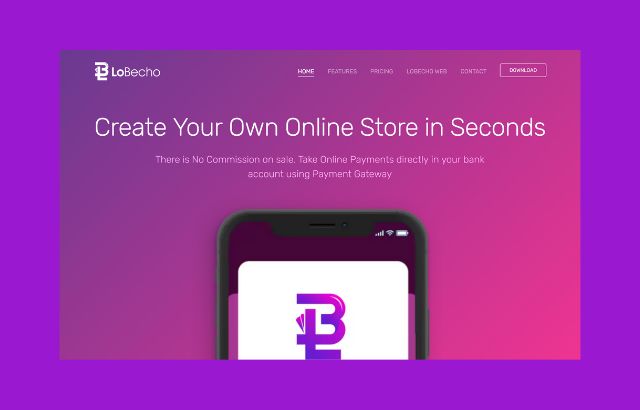 LoBecho
HOME FEATURES PRICING LOBECHO WEB CONTACT DOWNLOAD
Create Your Own Online Store in Seconds
There is No Commission on sale. Take Online Payments directly in your bank
account using Payment Gateway